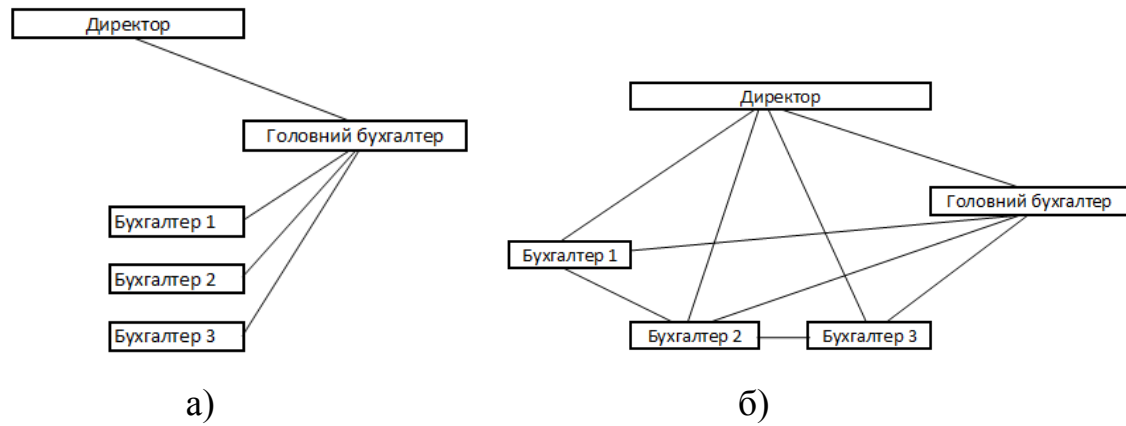 Директор
Головний бухгалтер
Бухгалтер 1
Бухгалтер 2
Бухгалтер 3
а)
Директор
Головний бухгалтер
Бухгалтер 1
Бухгалтер 2
Бухгалтер 3
б)